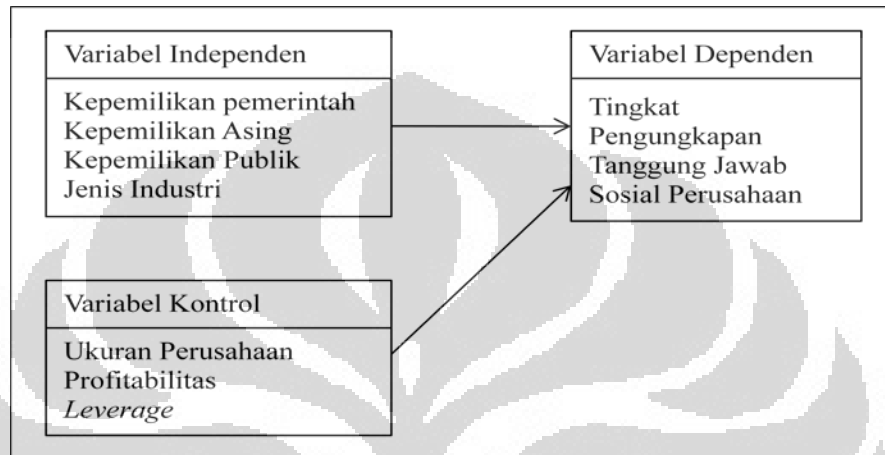 Variabel Independen
Kepemilikan pemerintah
Kepemilikan Asing
Kepemilikan Publik
Jenis Industri
Variabel Dependen
Tingkat
Pengungkapan
Tanggung Jawab
Sosial Perusahaan
Variabel Kontrol
Ukuran Perusahaan
Profitabilitas
Leverage